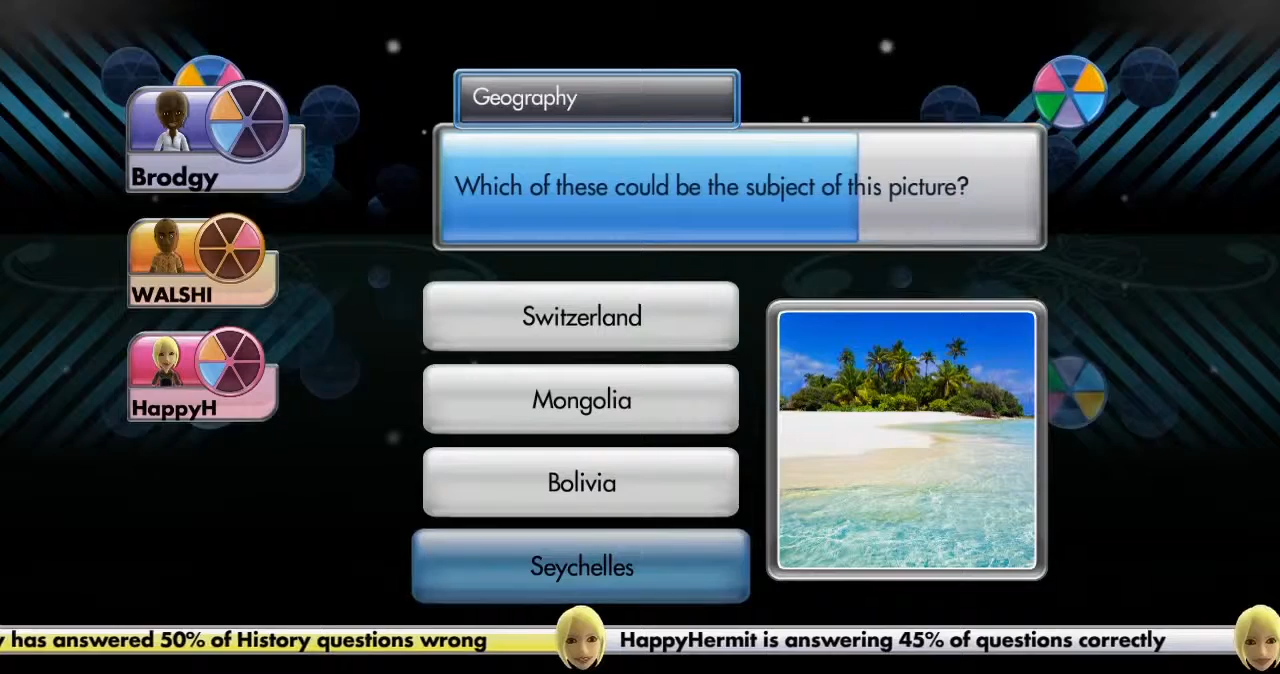 Geography
Which of these could be the subject of this picture?
Brodgy
WALSHI
HappyH
Switzerland
Mongolia
Bolivia
Seychelles
has answered 50% of History questions wrong
HappyHermit is answering 45% of questions correctly